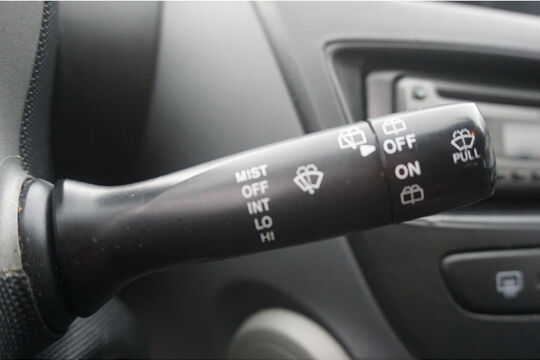 MIST
OFF
INT
LO
HI
OFF
ON
PULL